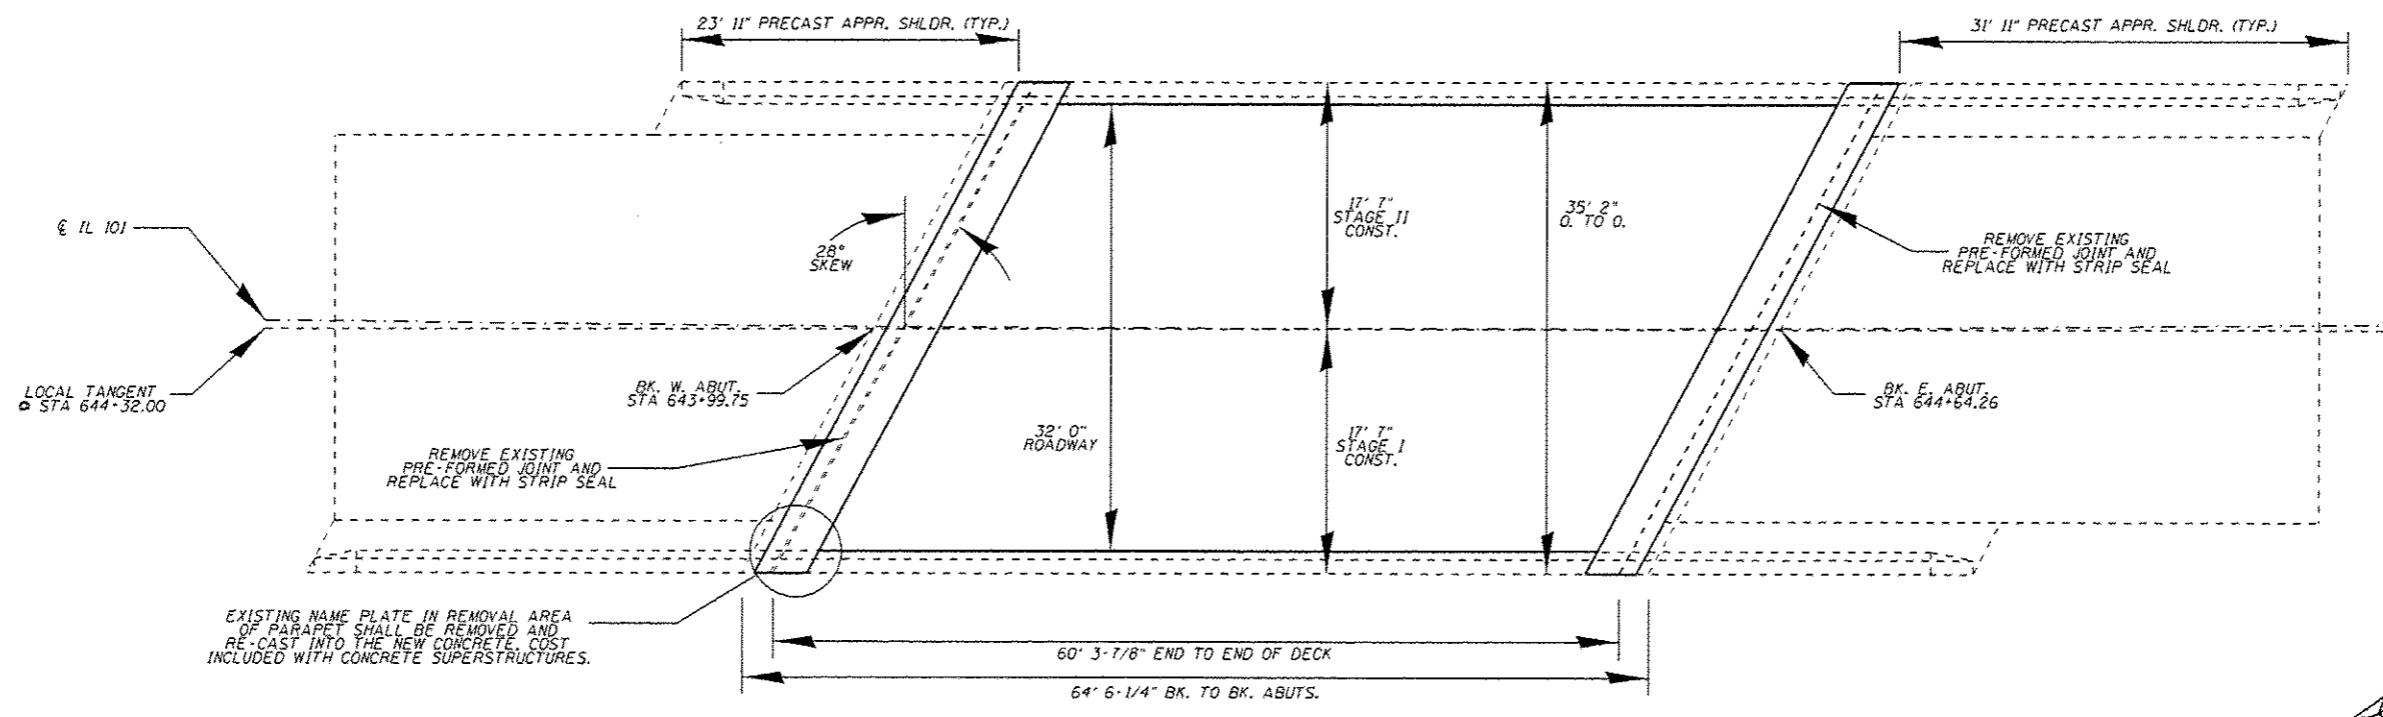 23' 11" PRECAST APPR. SHLDR. (TYP.)
31' 11" PRECAST APPR. SHLDR. (TYP.)
℄ IL 101
28°
SKEW
17' 7"
STAGE II
CONST.
35' 2"
O. TO O.
REMOVE EXISTING
PRE-FORMED JOINT AND
REPLACE WITH STRIP SEAL
LOCAL TANGENT
@ STA 644+32.00
BK. W. ABUT.
STA 643+99.75
BK. E. ABUT.
STA 644+64.26
REMOVE EXISTING
PRE-FORMED JOINT AND
REPLACE WITH STRIP SEAL
32' 0"
ROADWAY
17' 7"
STAGE I
CONST.
EXISTING NAME PLATE IN REMOVAL AREA
OF PARAPET SHALL BE REMOVED AND
RE-CAST INTO THE NEW CONCRETE. COST
INCLUDED WITH CONCRETE SUPERSTRUCTURES.
60' 3-7/8" END TO END OF DECK
64' 6-1/4" BK. TO BK. ABUTS.